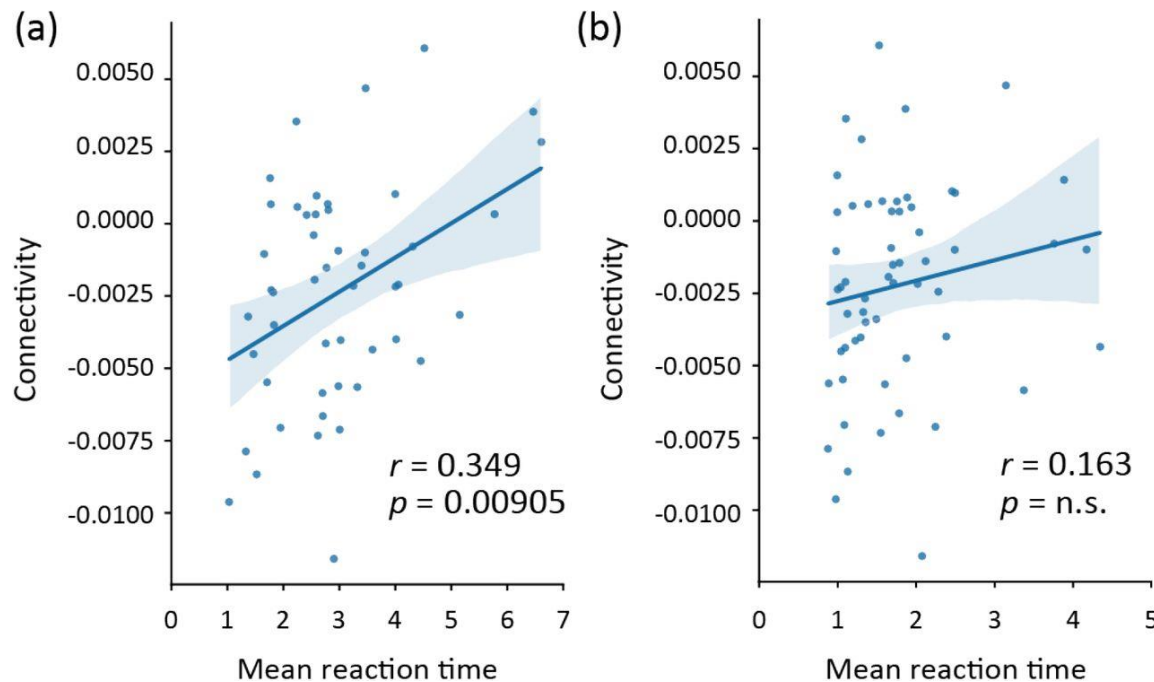 (a)
Connectivity
0.0050
0.0025
0.0000
-0.0025
-0.0050
-0.0075
-0.0100
r = 0.349
p = 0.00905
0 1 2 3 4 5 6 7
Mean reaction time
(b)
Connectivity
0.0050
0.0025
0.0000
-0.0025
-0.0050
-0.0075
-0.0100
r = 0.163
p = n.s.
0 1 2 3 4 5
Mean reaction time